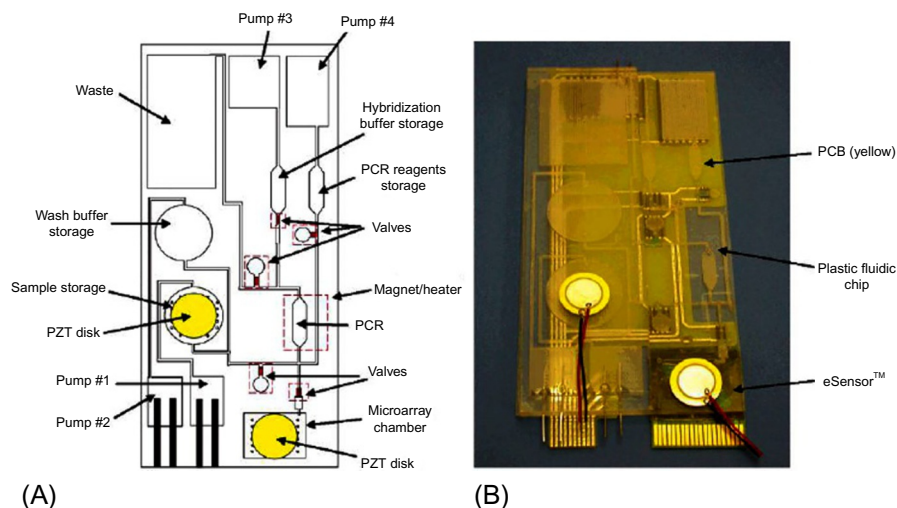 Pump #3
Pump #4
Waste
Hybridization
buffer storage
PCR reagents
storage
Wash buffer
storage
Valves
Sample storage
Magnet/heater
PZT disk
PCR
Pump #1
Valves
Pump #2
Microarray
chamber
PZT disk
(A)
PCB (yellow)
Plastic fluidic
chip
eSensor™
(B)